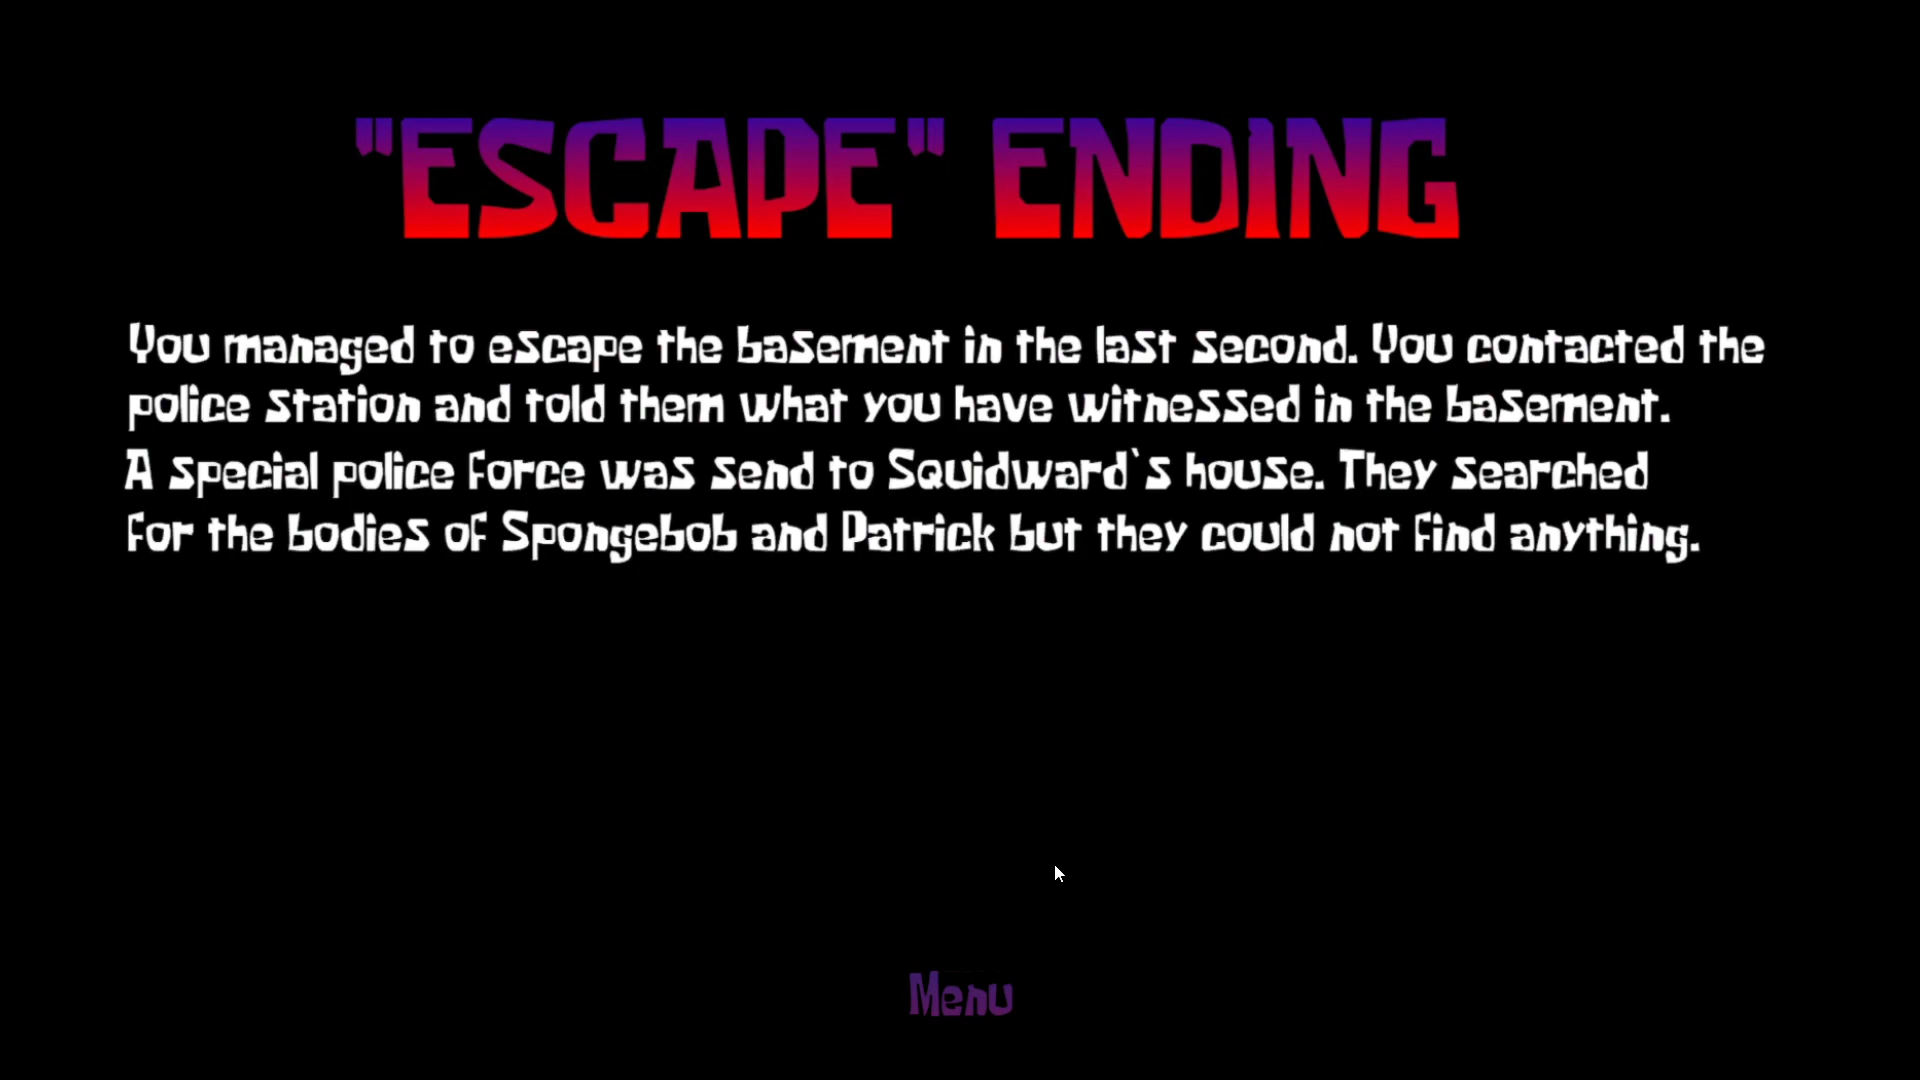 "ESCAPE" ENDING
You managed to escape the basement in the last second. You contacted the
police station and told them what you have witnessed in the basement.
A special police force was send to Squidward`s house. They searched
for the bodies of Spongebob and Patrick but they could not find anything.
Menu